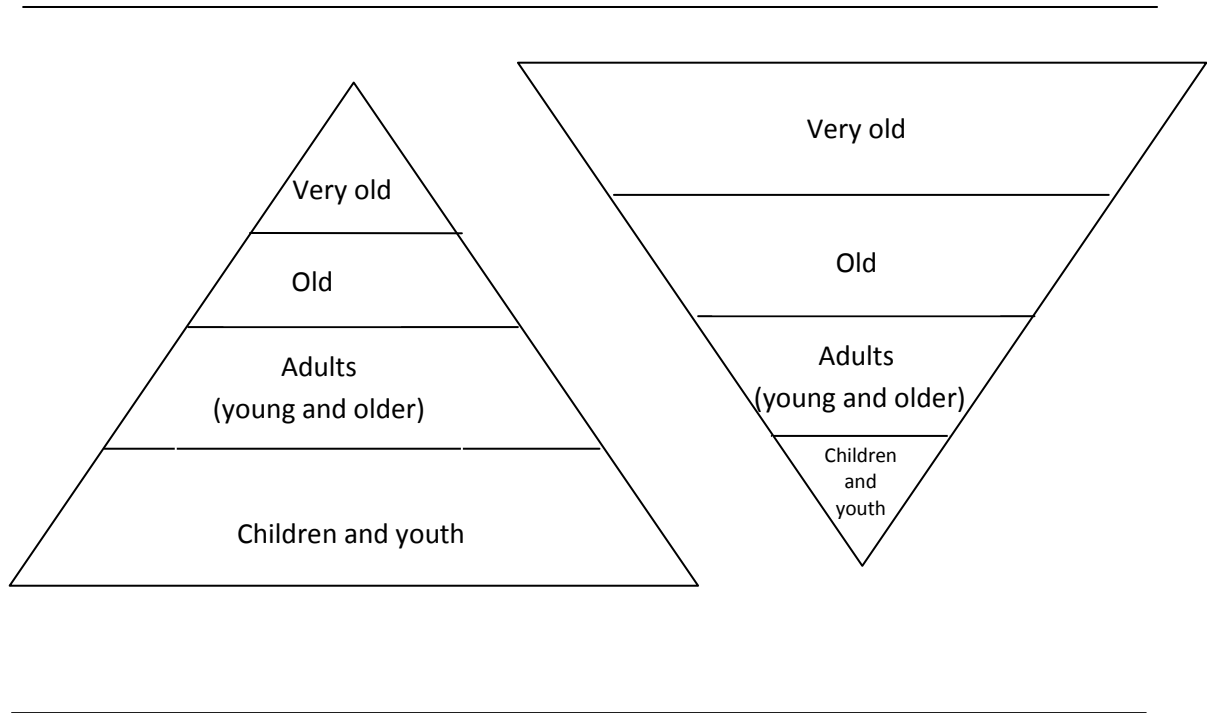 Very old
Old
Adults
(young and older)
Children and youth
Very old
Old
Adults
(young and older)
Children
and
youth